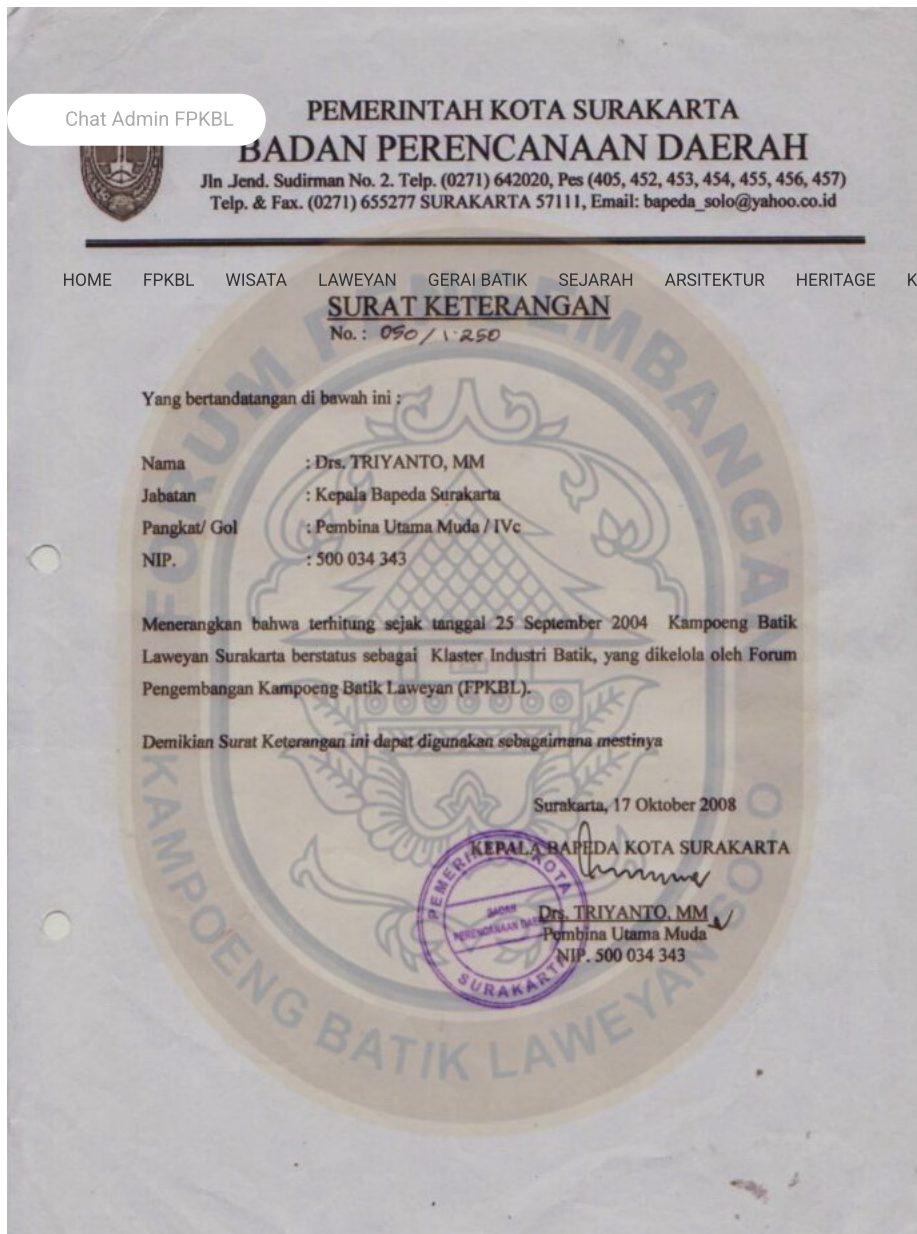 Chat Admin FPKBL
PEMERINTAH KOTA SURAKARTA
BADAN PERENCANAAN DAERAH
Jln Jend. Sudirman No. 2. Telp. (0271) 642020, Pes (405, 452, 453, 454, 455, 456, 457)
Telp. & Fax. (0271) 655277 SURAKARTA 57111, Email: bapeda_solo@yahoo.co.id
HOME FPKBL WISATA LAWEYAN GERAI BATIK SEJARAH ARSITEKTUR HERITAGE K
SURAT KETERANGAN
No. : 050 / 1·250
Yang bertandatangan di bawah ini :
Nama : Drs. TRIYANTO, MM
Jabatan : Kepala Bapeda Surakarta
Pangkat/ Gol : Pembina Utama Muda / IVc
NIP. : 500 034 343
Menerangkan bahwa terhitung sejak tanggal 25 September 2004 Kampoeng Batik
Laweyan Surakarta berstatus sebagai Klaster Industri Batik, yang dikelola oleh Forum
Pengembangan Kampoeng Batik Laweyan (FPKBL).
Demikian Surat Keterangan ini dapat digunakan sebagaimana mestinya
Surakarta, 17 Oktober 2008
KEPALA BAPEDA KOTA SURAKARTA
Drs. TRIYANTO, MM
Pembina Utama Muda
NIP. 500 034 343
PEMERINTAH KOTA
BADAN
PERENCANAAN DAERAH
SURAKARTA
FORUM PENGEMBANGAN
KAMPOENG BATIK LAWEYAN SOLO